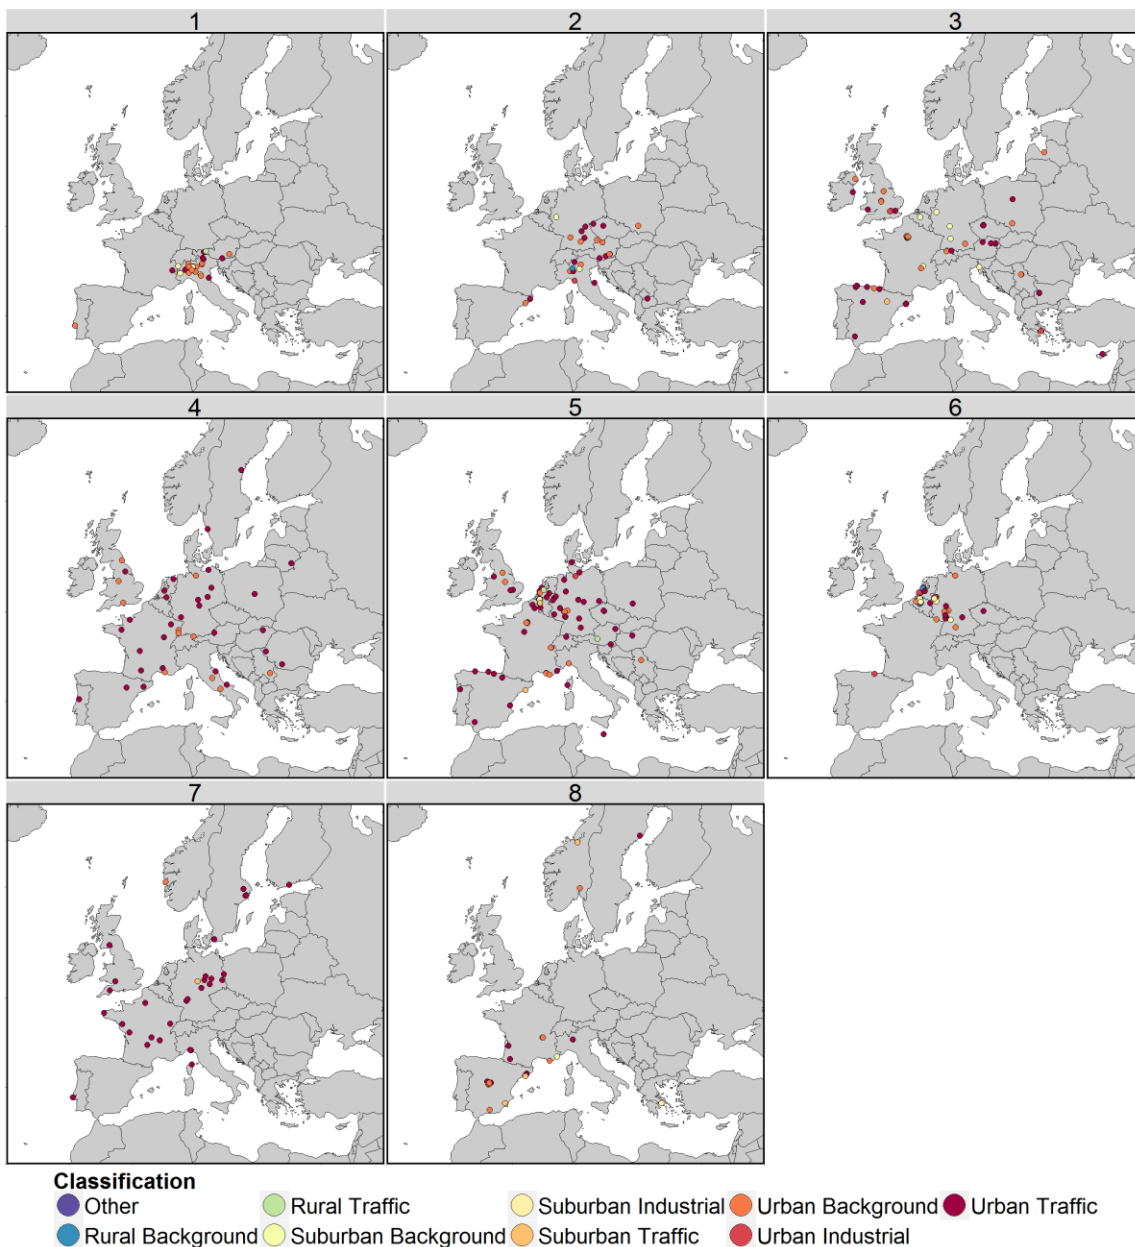 1 2 3
4 5 6
7 8
Classification
Other Rural Traffic Suburban Industrial Urban Background Urban Traffic
Rural Background Suburban Background Suburban Traffic Urban Industrial